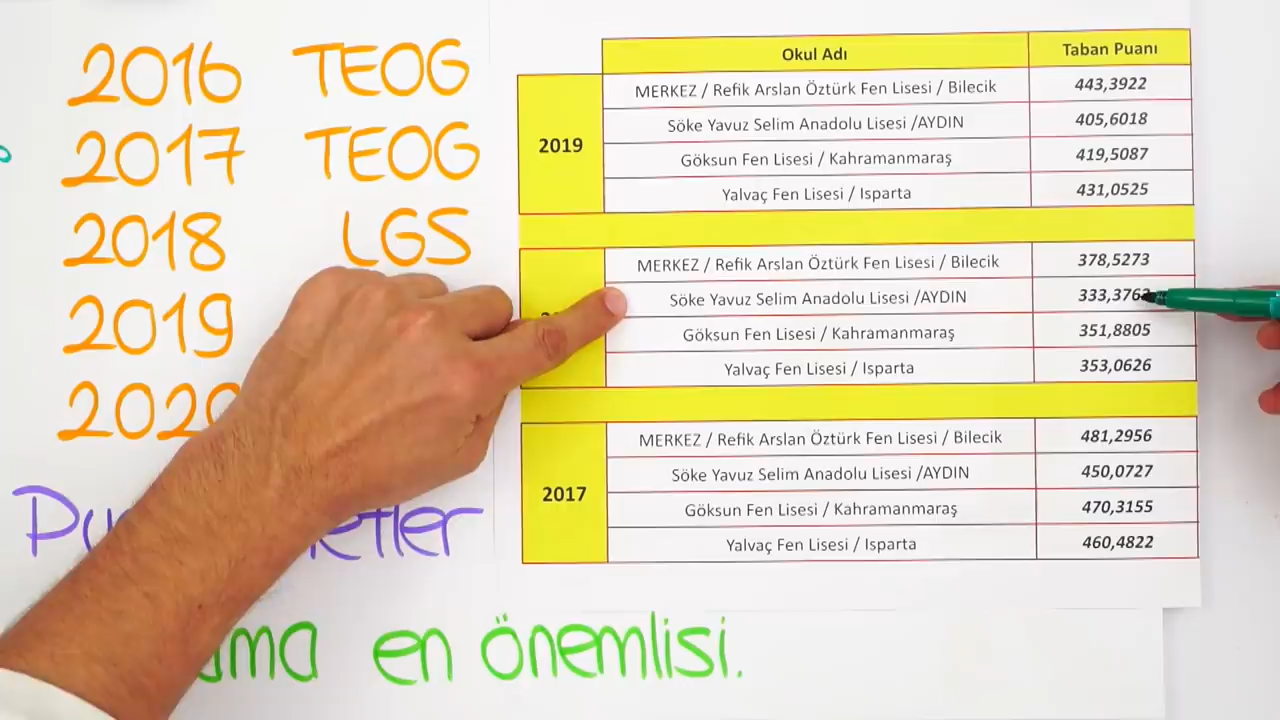 2016 TEOG
2017 TEOG
2018 LGS
2019
2020
ama en önemlisi.
Okul Adı Taban Puanı
2019
MERKEZ / Refik Arslan Öztürk Fen Lisesi / Bilecik 443,3922
Söke Yavuz Selim Anadolu Lisesi /AYDIN 405,6018
Göksun Fen Lisesi / Kahramanmaraş 419,5087
Yalvaç Fen Lisesi / Isparta 431,0525
MERKEZ / Refik Arslan Öztürk Fen Lisesi / Bilecik 378,5273
Söke Yavuz Selim Anadolu Lisesi /AYDIN 333,3763
Göksun Fen Lisesi / Kahramanmaraş 351,8805
Yalvaç Fen Lisesi / Isparta 353,0626
2017
MERKEZ / Refik Arslan Öztürk Fen Lisesi / Bilecik 481,2956
Söke Yavuz Selim Anadolu Lisesi /AYDIN 450,0727
Göksun Fen Lisesi / Kahramanmaraş 470,3155
Yalvaç Fen Lisesi / Isparta 460,4822